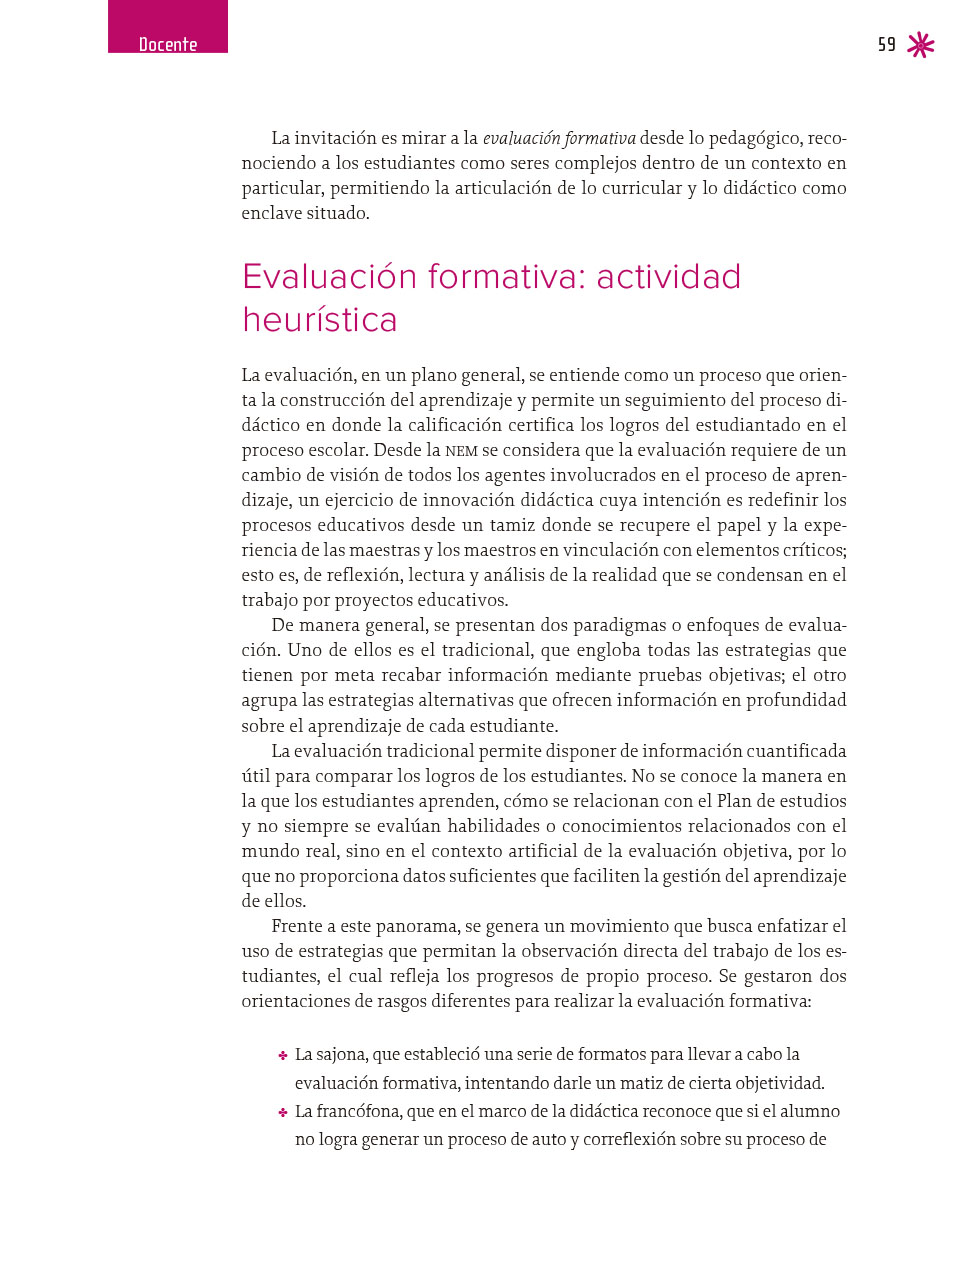 Docente
59
La invitación es mirar a la evaluación formativa desde lo pedagógico, reco-
nociendo a los estudiantes como seres complejos dentro de un contexto en
particular, permitiendo la articulación de lo curricular y lo didáctico como
enclave situado.
Evaluación formativa: actividad
heurística
La evaluación, en un plano general, se entiende como un proceso que orien-
ta la construcción del aprendizaje y permite un seguimiento del proceso di-
dáctico en donde la calificación certifica los logros del estudiantado en el
proceso escolar. Desde la NEM se considera que la evaluación requiere de un
cambio de visión de todos los agentes involucrados en el proceso de apren-
dizaje, un ejercicio de innovación didáctica cuya intención es redefinir los
procesos educativos desde un tamiz donde se recupere el papel y la expe-
riencia de las maestras y los maestros en vinculación con elementos críticos;
esto es, de reflexión, lectura y análisis de la realidad que se condensan en el
trabajo por proyectos educativos.
De manera general, se presentan dos paradigmas o enfoques de evalua-
ción. Uno de ellos es el tradicional, que engloba todas las estrategias que
tienen por meta recabar información mediante pruebas objetivas; el otro
agrupa las estrategias alternativas que ofrecen información en profundidad
sobre el aprendizaje de cada estudiante.
La evaluación tradicional permite disponer de información cuantificada
útil para comparar los logros de los estudiantes. No se conoce la manera en
la que los estudiantes aprenden, cómo se relacionan con el Plan de estudios
y no siempre se evalúan habilidades o conocimientos relacionados con el
mundo real, sino en el contexto artificial de la evaluación objetiva, por lo
que no proporciona datos suficientes que faciliten la gestión del aprendizaje
de ellos.
Frente a este panorama, se genera un movimiento que busca enfatizar el
uso de estrategias que permitan la observación directa del trabajo de los es-
tudiantes, el cual refleja los progresos de propio proceso. Se gestaron dos
orientaciones de rasgos diferentes para realizar la evaluación formativa:
✤ La sajona, que estableció una serie de formatos para llevar a cabo la
evaluación formativa, intentando darle un matiz de cierta objetividad.
✤ La francófona, que en el marco de la didáctica reconoce que si el alumno
no logra generar un proceso de auto y correflexión sobre su proceso de